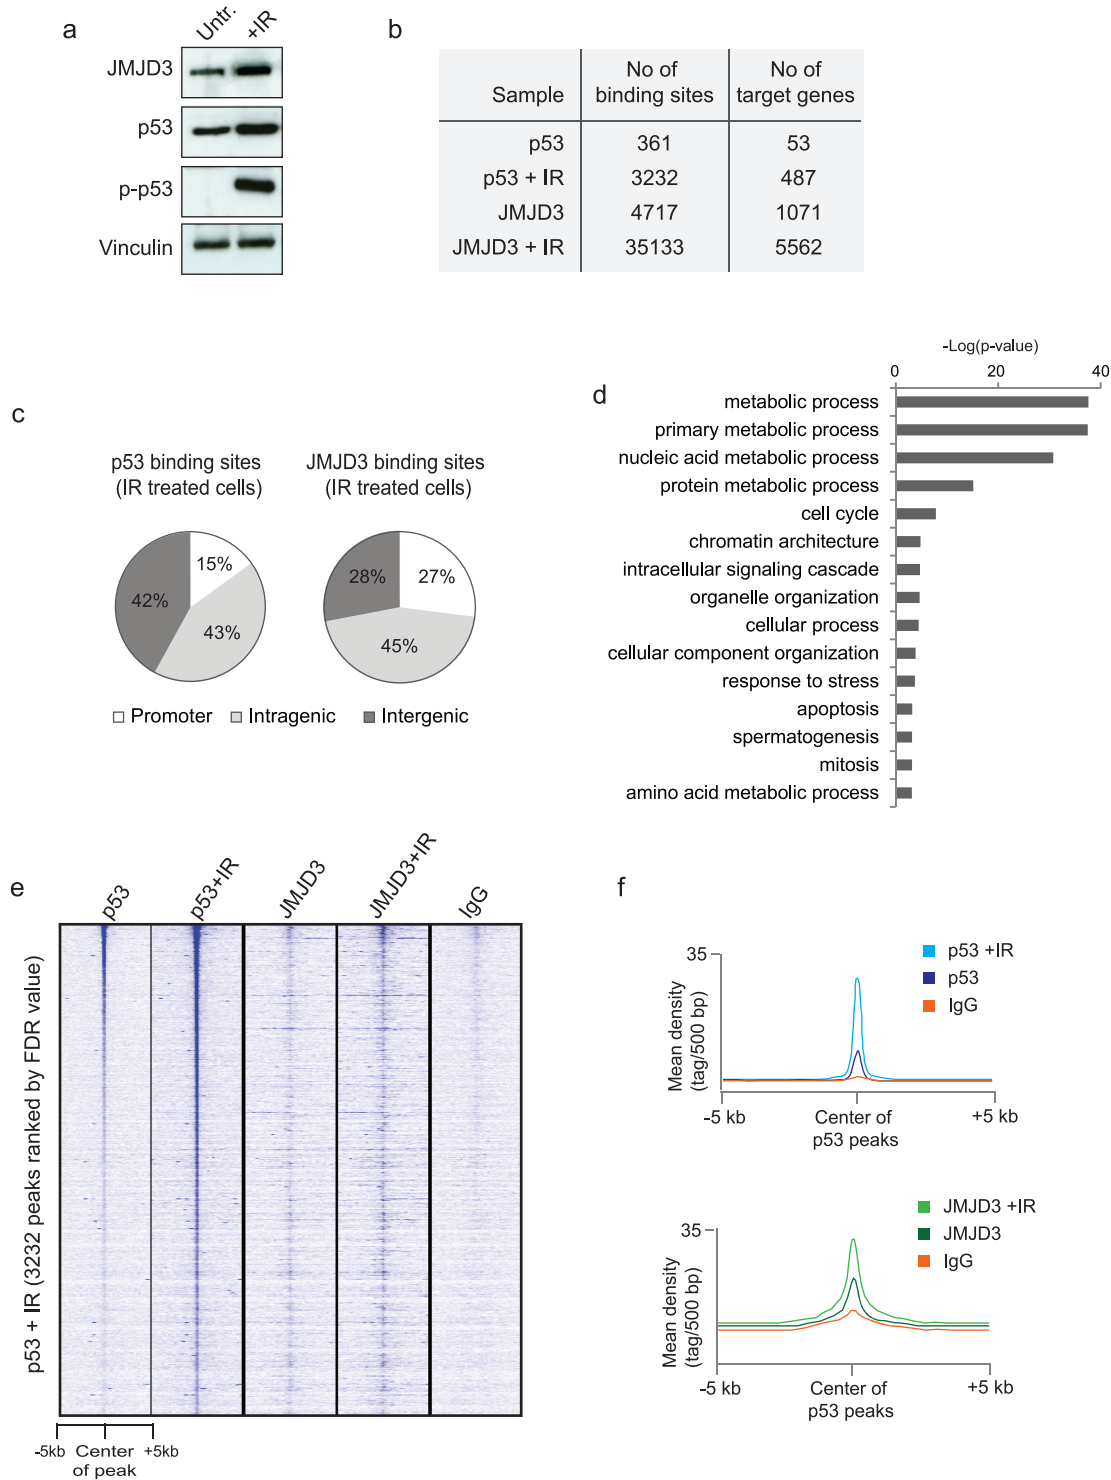 a
Untr.
+IR
JMJD3
p53
p-p53
Vinculin
b
Sample
No of
binding sites
No of
target genes
p53 361 53
p53 + IR 3232 487
JMJD3 4717 1071
JMJD3 + IR 35133 5562
c
p53 binding sites
(IR treated cells)
15%
42%
43%
JMJD3 binding sites
(IR treated cells)
28%
27%
45%
Promoter Intragenic Intergenic
d
-Log(p-value)
0 20 40
metabolic process
primary metabolic process
nucleic acid metabolic process
protein metabolic process
cell cycle
chromatin architecture
intracellular signaling cascade
organelle organization
cellular process
cellular component organization
response to stress
apoptosis
spermatogenesis
mitosis
amino acid metabolic process
e
p53
p53+IR
JMJD3
JMJD3+IR
IgG
p53 + IR (3232 peaks ranked by FDR value)
-5kb Center +5kb
of peak
f
35
Mean density
(tag/500 bp)
p53 +IR
p53
IgG
-5 kb Center of +5 kb
p53 peaks
35
Mean density
(tag/500 bp)
JMJD3 +IR
JMJD3
IgG
-5 kb Center of +5 kb
p53 peaks